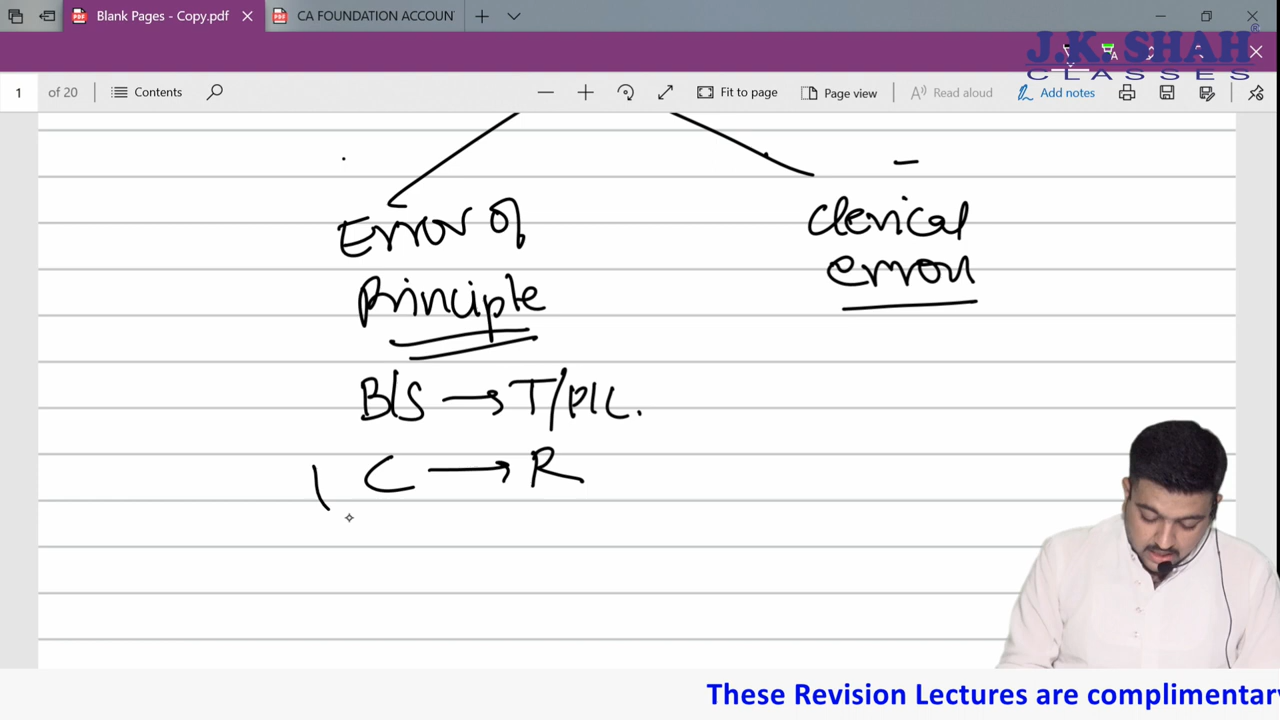 Blank Pages - Copy.pdf
CA FOUNDATION ACCOUN
J.K. SHAH®
CLASSES
1 of 20
Contents
Fit to page
Page view
Read aloud
Add notes
Error of
Principle
Clerical
error
B/S → T/P/L.
C → R
These Revision Lectures are complimentary